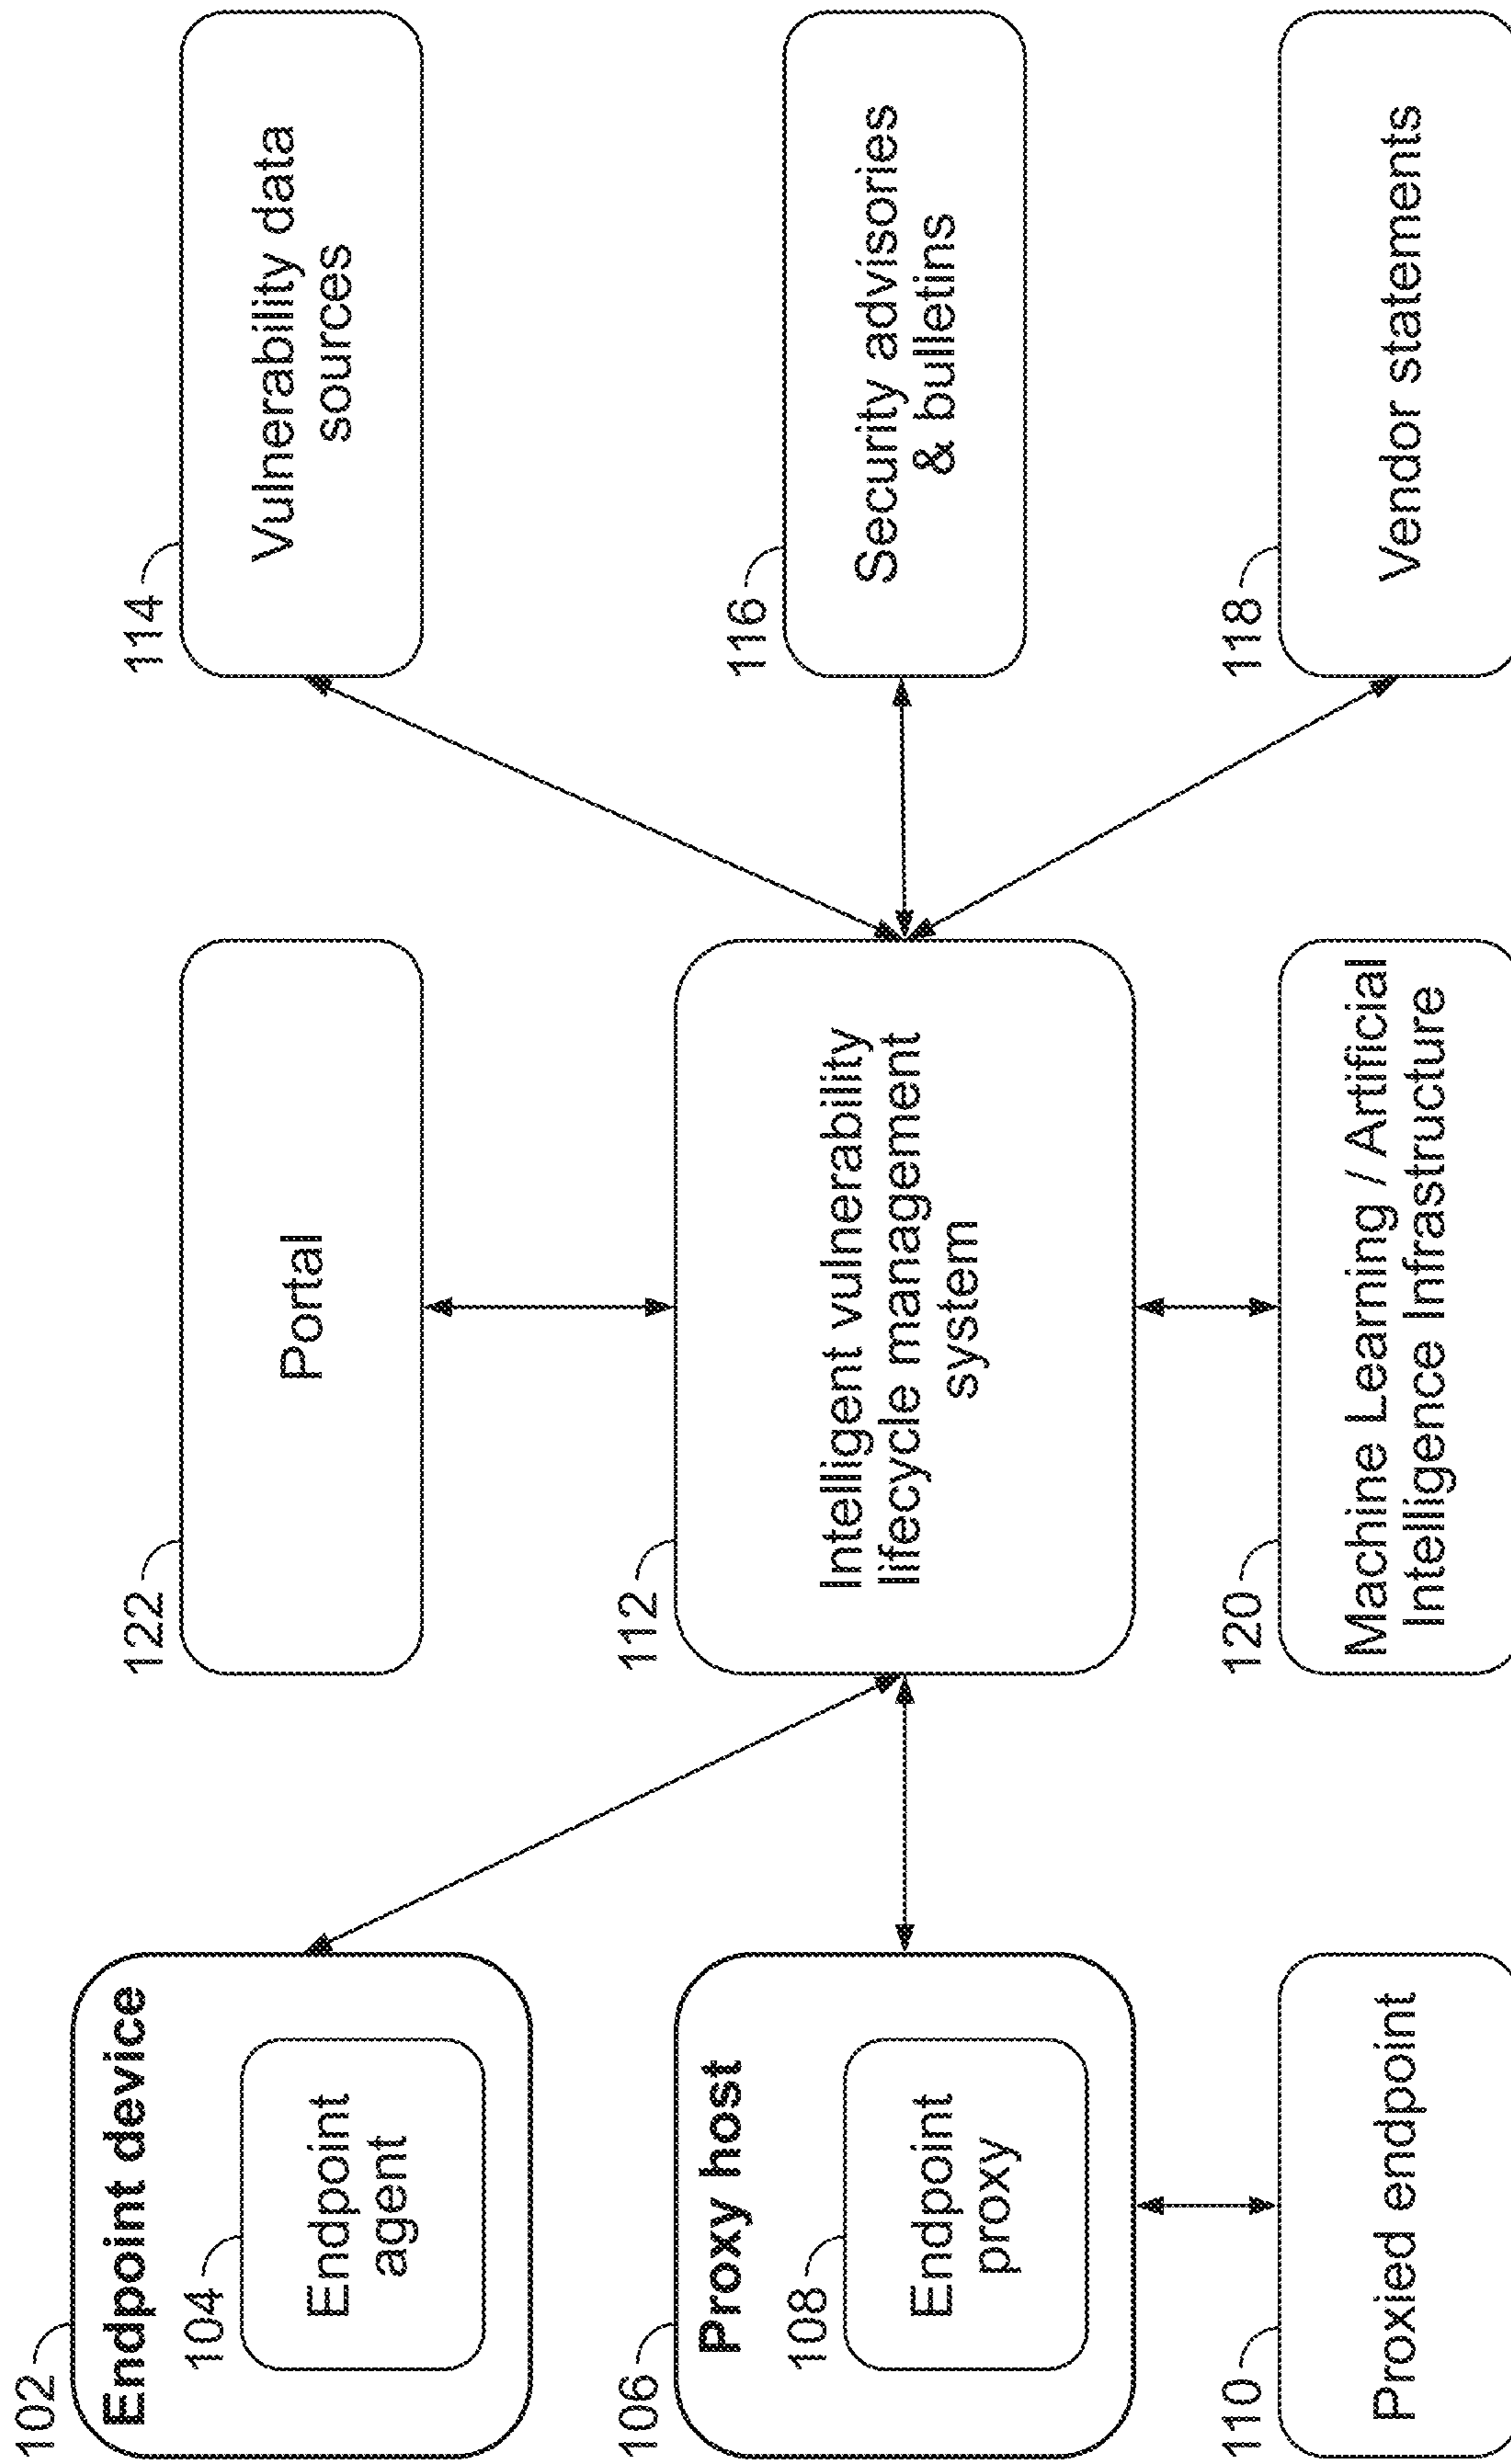 102
Endpoint device
104
Endpoint
agent
106
Proxy host
108
Endpoint
proxy
110
Proxied endpoint
122
Portal
112
Intelligent vulnerability
lifecycle management
system
120
Machine Learning / Artificial
Intelligence Infrastructure
114
Vulnerability data
sources
116
Security advisories
& bulletins
118
Vendor statements